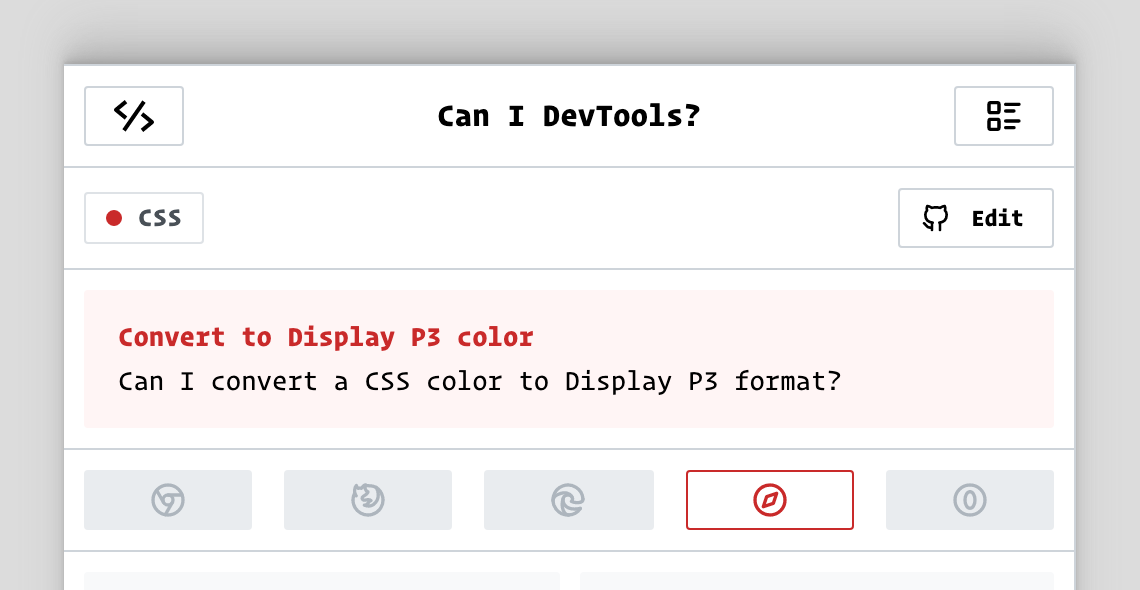 Can I DevTools?
CSS
Edit
Convert to Display P3 color
Can I convert a CSS color to Display P3 format?